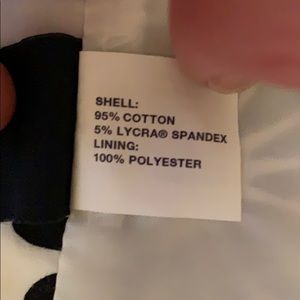 SHELL:
95% COTTON
5% LYCRA® SPANDEX
LINING:
100% POLYESTER